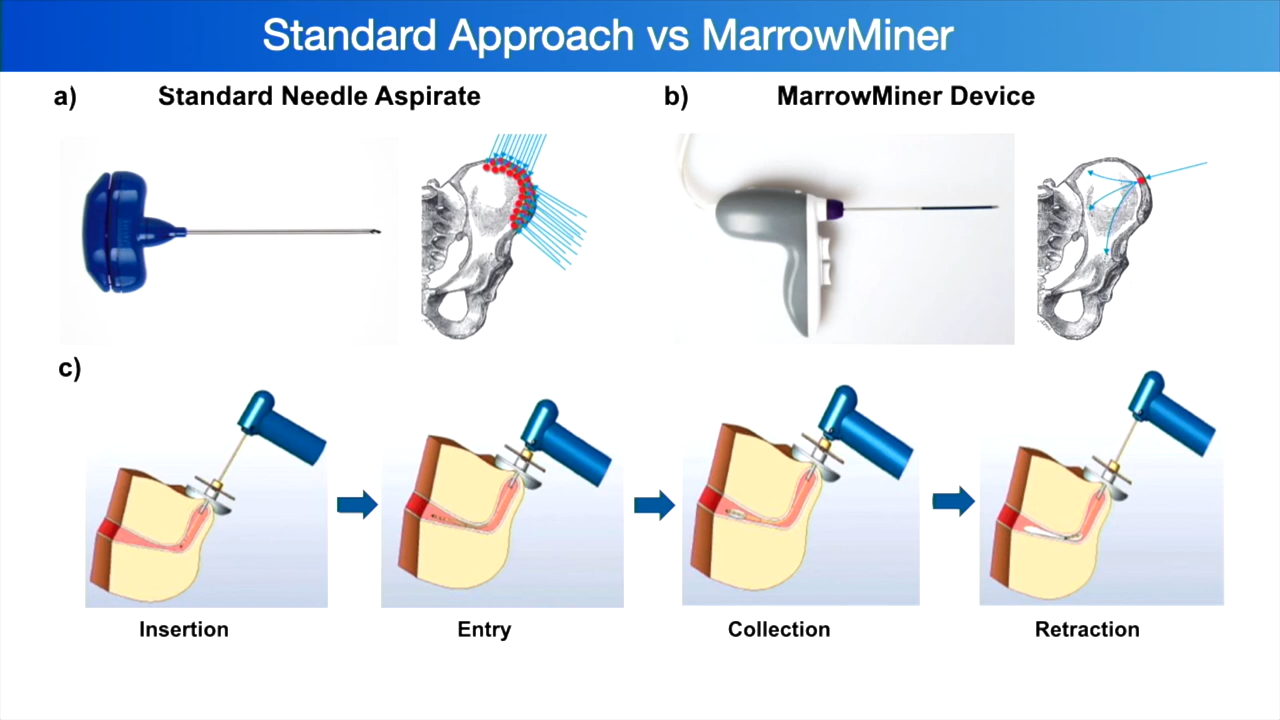 Standard Approach vs MarrowMiner
a) Standard Needle Aspirate
b) MarrowMiner Device
c)
Insertion
Entry
Collection
Retraction